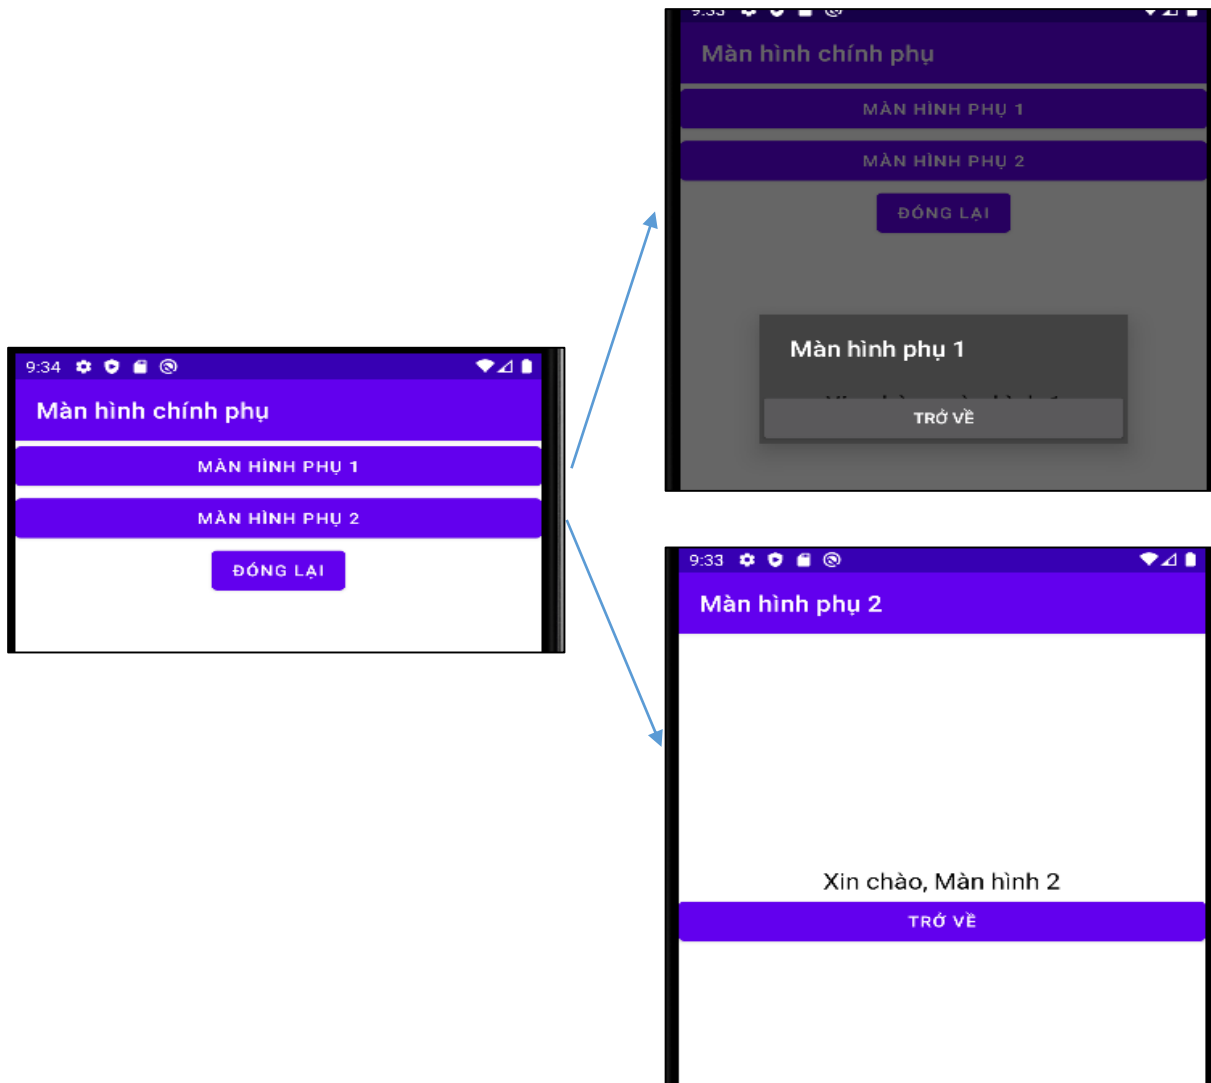 9:34
Màn hình chính phụ
MÀN HÌNH PHỤ 1
MÀN HÌNH PHỤ 2
ĐÓNG LẠI
9:33
Màn hình chính phụ
MÀN HÌNH PHỤ 1
MÀN HÌNH PHỤ 2
ĐÓNG LẠI
Màn hình phụ 1
TRỞ VỀ
9:33
Màn hình phụ 2
Xin chào, Màn hình 2
TRỞ VỀ